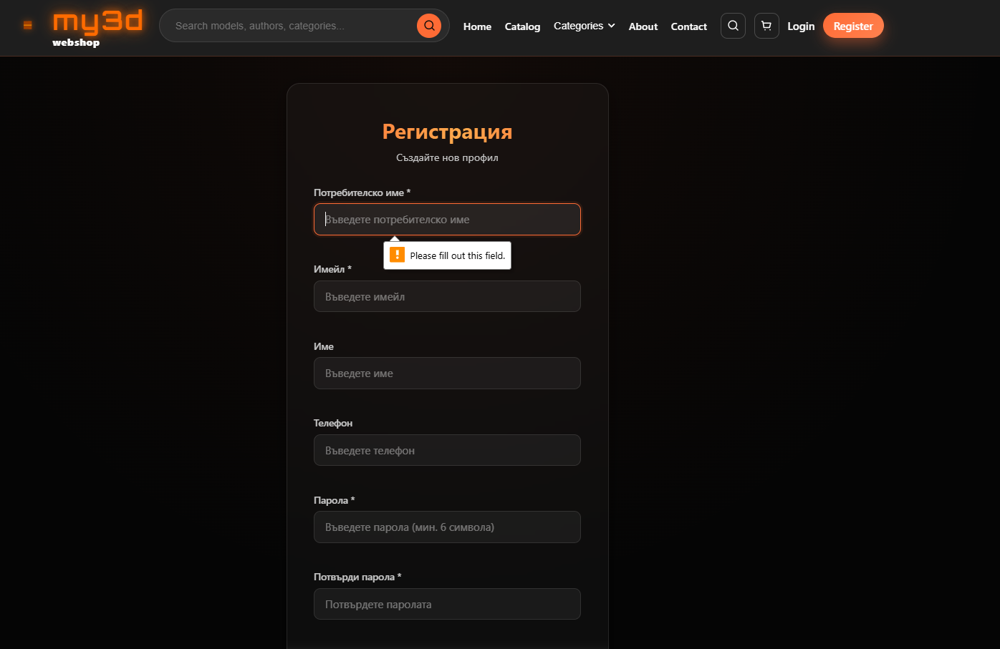 my3d
webshop
Search models, authors, categories...
Home
Catalog
Categories
About
Contact
Login
Register
Регистрация
Създайте нов профил
Потребителско име *
Въведете потребителско име
Please fill out this field.
Имейл *
Въведете имейл
Име
Въведете име
Телефон
Въведете телефон
Парола *
Въведете парола (мин. 6 символа)
Потвърди парола *
Потвърдете паролата